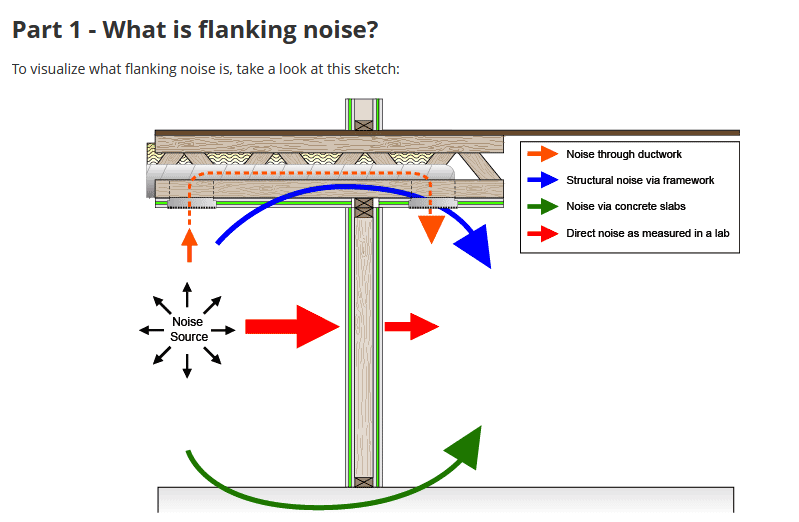 Part 1 - What is flanking noise?
To visualize what flanking noise is, take a look at this sketch:
Noise through ductwork
Structural noise via framework
Noise via concrete slabs
Direct noise as measured in a lab
Noise
Source